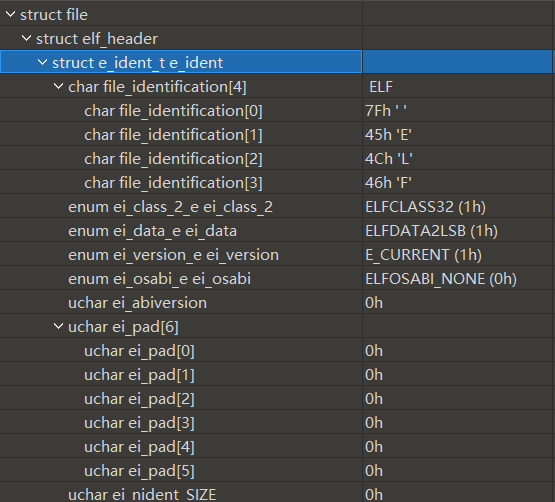 struct file
struct elf_header
struct e_ident_t e_ident
char file_identification[4] ELF
char file_identification[0] 7Fh ' '
char file_identification[1] 45h 'E'
char file_identification[2] 4Ch 'L'
char file_identification[3] 46h 'F'
enum ei_class_2_e ei_class_2 ELFCLASS32 (1h)
enum ei_data_e ei_data ELFDATA2LSB (1h)
enum ei_version_e ei_version E_CURRENT (1h)
enum ei_osabi_e ei_osabi ELFOSABI_NONE (0h)
uchar ei_abiversion 0h
uchar ei_pad[6]
uchar ei_pad[0] 0h
uchar ei_pad[1] 0h
uchar ei_pad[2] 0h
uchar ei_pad[3] 0h
uchar ei_pad[4] 0h
uchar ei_pad[5] 0h
uchar ei_nident_SIZE 0h